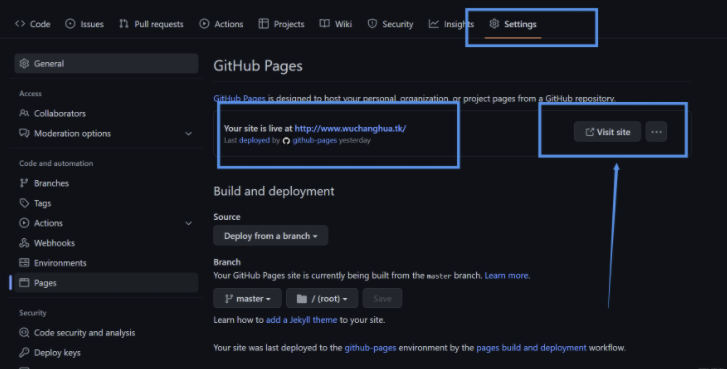 Code Issues Pull requests Actions Projects Wiki Security Insights Settings
General
Access
Collaborators
Moderation options
Code and automation
Branches
Tags
Actions
Webhooks
Environments
Pages
Security
Code security and analysis
Deploy keys
GitHub Pages
GitHub Pages is designed to host your personal, organization, or project pages from a GitHub repository.
Your site is live at http://www.wuchanghua.tk/
Last deployed by github-pages yesterday
Visit site
Build and deployment
Source
Deploy from a branch
Branch
Your GitHub Pages site is currently being built from the master branch. Learn more.
master / (root) Save
Learn how to add a Jekyll theme to your site.
Your site was last deployed to the github-pages environment by the pages build and deployment workflow.